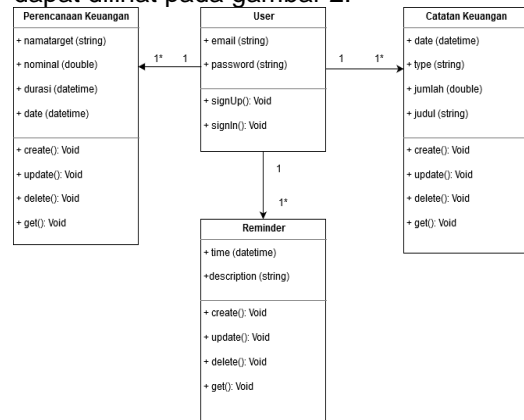 dapat dilihat pada gambar 2.
Perencanaan Keuangan
+ namatarget (string)
+ nominal (double)
+ durasi (datetime)
+ date (datetime)
+ create(): Void
+ update(): Void
+ delete(): Void
+ get(): Void
1* 1
User
+ email (string)
+ password (string)
+ signUp(): Void
+ signIn(): Void
1 1*
Catatan Keuangan
+ date (datetime)
+ type (string)
+ jumlah (double)
+ judul (string)
+ create(): Void
+ update(): Void
+ delete(): Void
+ get(): Void
1
1*
Reminder
+ time (datetime)
+description (string)
+ create(): Void
+ update(): Void
+ delete(): Void
+ get(): Void